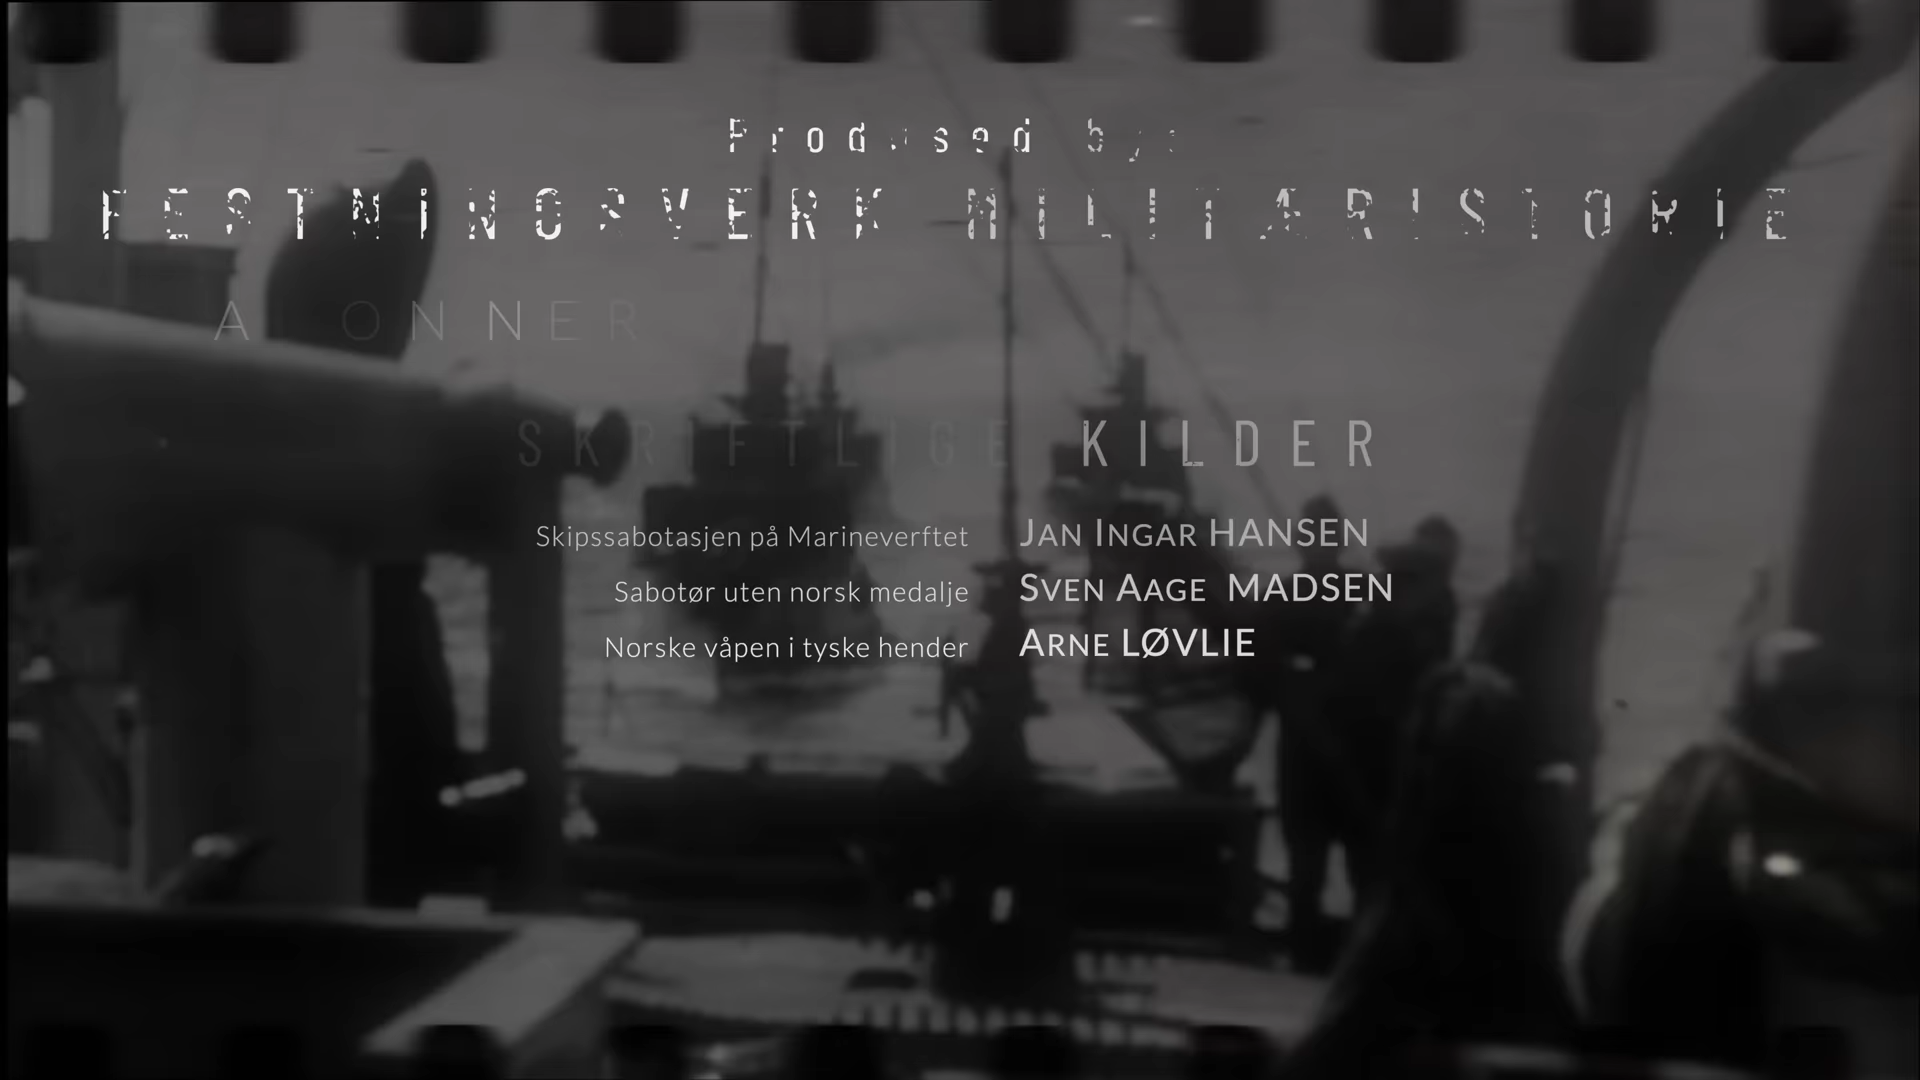 Prodused by:
FESTNINGSVERK MILITÆRISTORIE
SKRIFTLIGE KILDER
Skipssabotasjen på Marineverftet JAN INGAR HANSEN
Sabotør uten norsk medalje SVEN AAGE MADSEN
Norske våpen i tyske hender ARNE LØVLIE